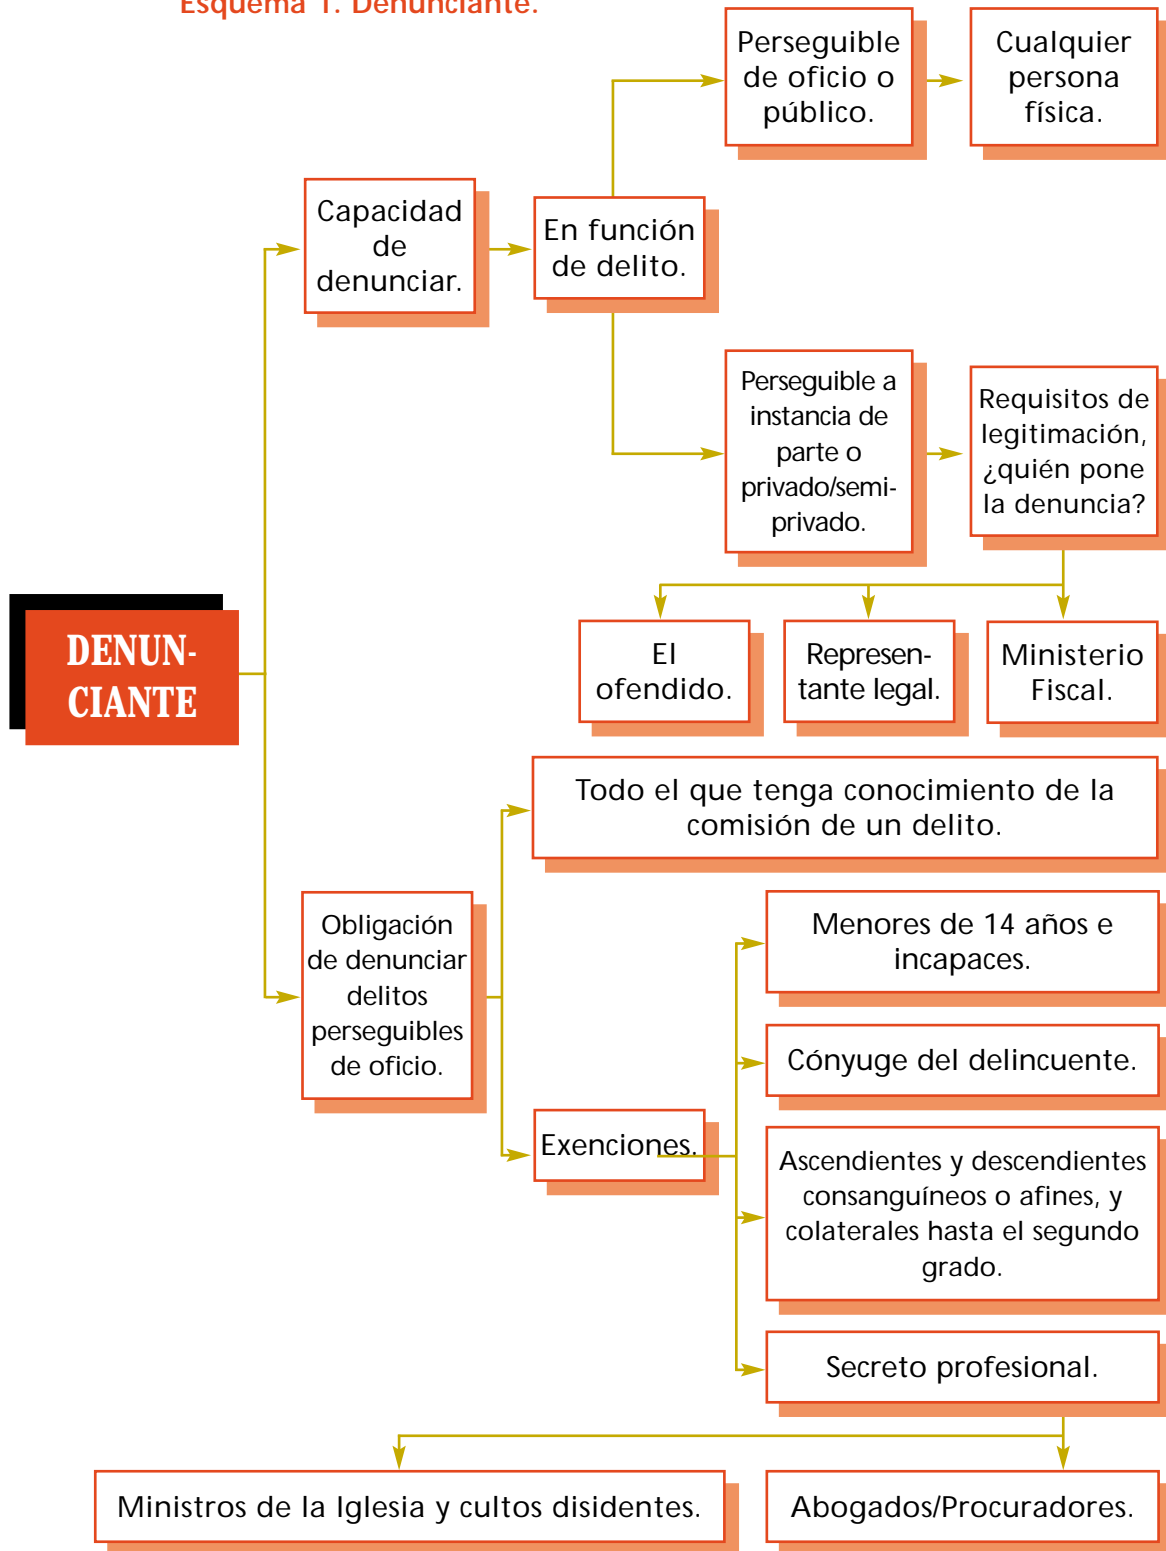 Esquema 1. Denunciante.
Perseguible
de oficio o
público.
Cualquier
persona
física.
Capacidad
de
denunciar.
En función
de delito.
Perseguible a
instancia de
parte o
privado/semi-
privado.
Requisitos de
legitimación,
¿quién pone
la denuncia?
DENUN-
CIANTE
El
ofendido.
Represen-
tante legal.
Ministerio
Fiscal.
Todo el que tenga conocimiento de la
comisión de un delito.
Obligación
de denunciar
delitos
perseguibles
de oficio.
Menores de 14 años e
incapaces.
Cónyuge del delincuente.
Exenciones.
Ascendientes y descendientes
consanguíneos o afines, y
colaterales hasta el segundo
grado.
Secreto profesional.
Ministros de la Iglesia y cultos disidentes.
Abogados/Procuradores.